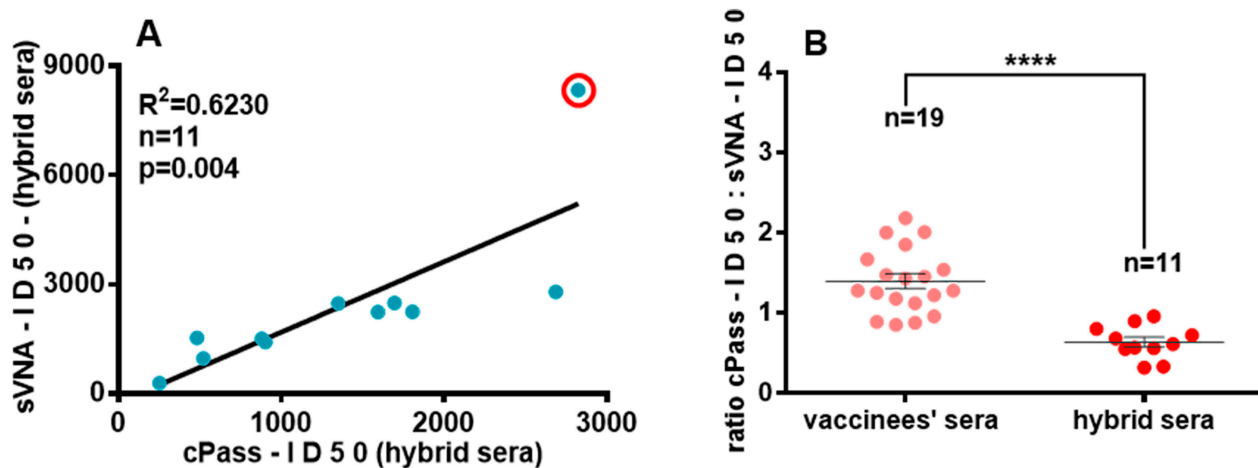 A
sVNA - I D 5 0 - (hybrid sera)
9000
6000
3000
0
R²=0.6230
n=11
p=0.004
0
1000
2000
3000
cPass - I D 5 0 (hybrid sera)
B
ratio cPass - I D 5 0 : sVNA - I D 5 0
4
3
2
1
0
****
n=19
n=11
vaccinees' sera
hybrid sera